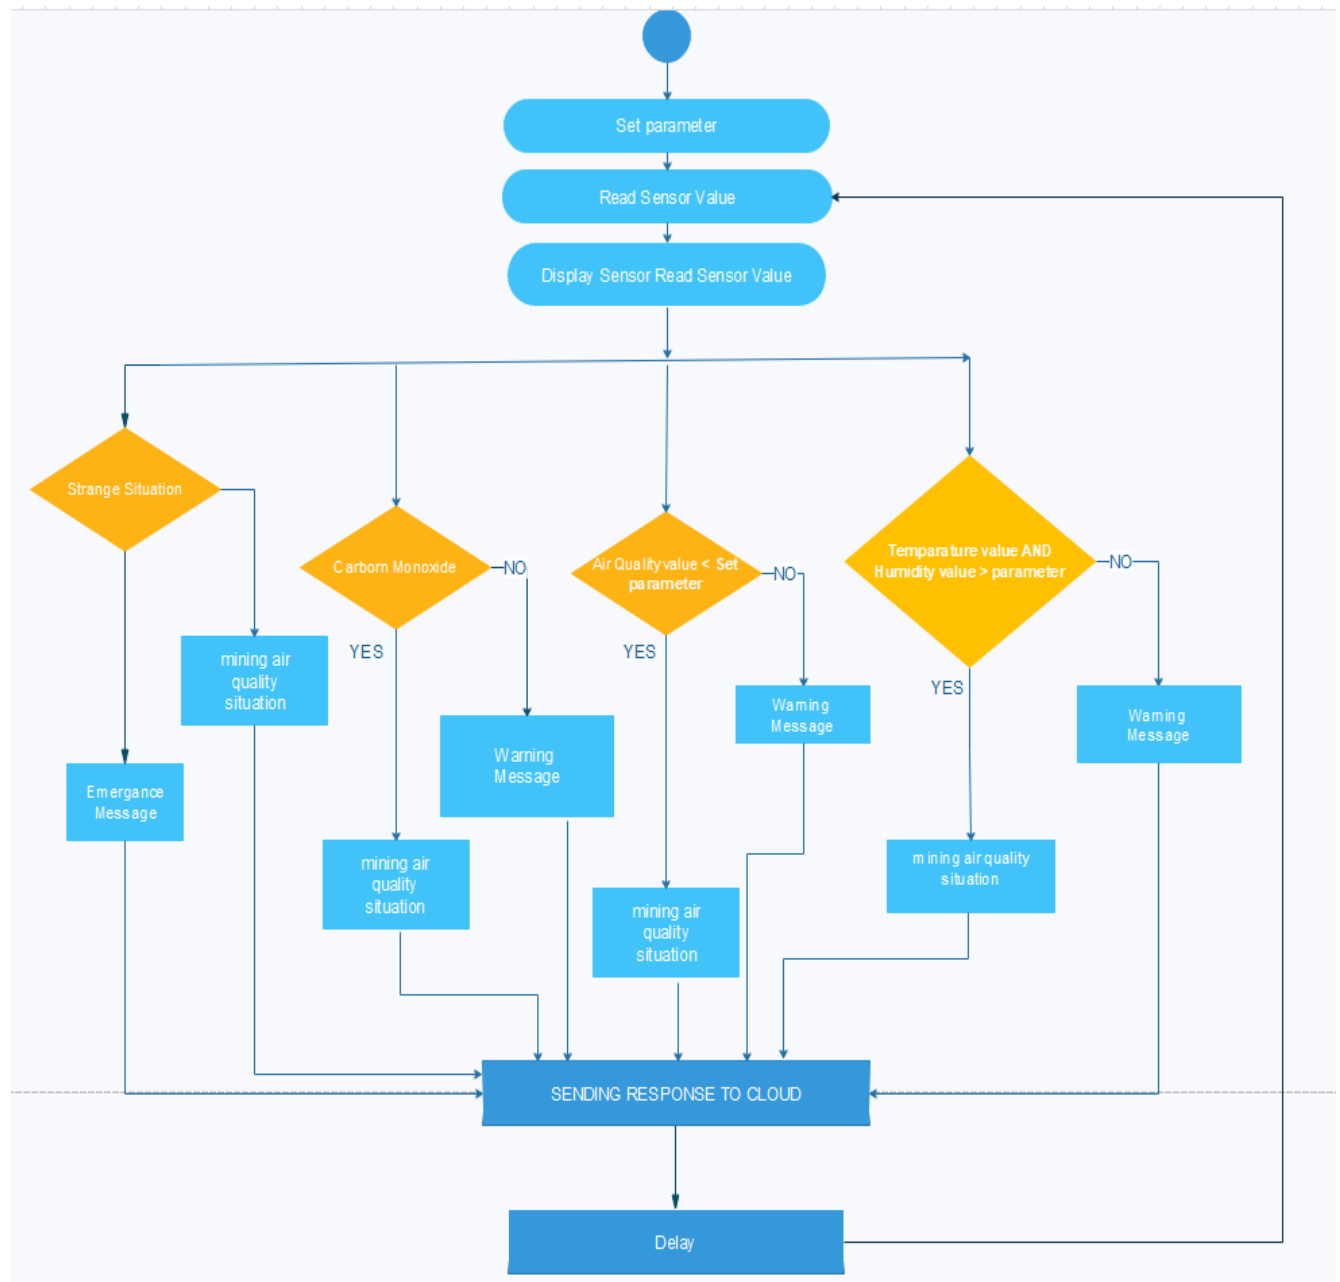 Set parameter
Read Sensor Value
Display Sensor Read Sensor Value
Strange Situation
Carborn Monoxide
NO
Air Quality value < Set
parameter
NO
Temparature value AND
Humidity value > parameter
NO
YES
YES
YES
mining air
quality
situation
Warning
Message
Warning
Message
Warning
Message
Emergance
Message
mining air
quality
situation
mining air
quality
situation
mining air quality
situation
SENDING RESPONSE TO CLOUD
Delay